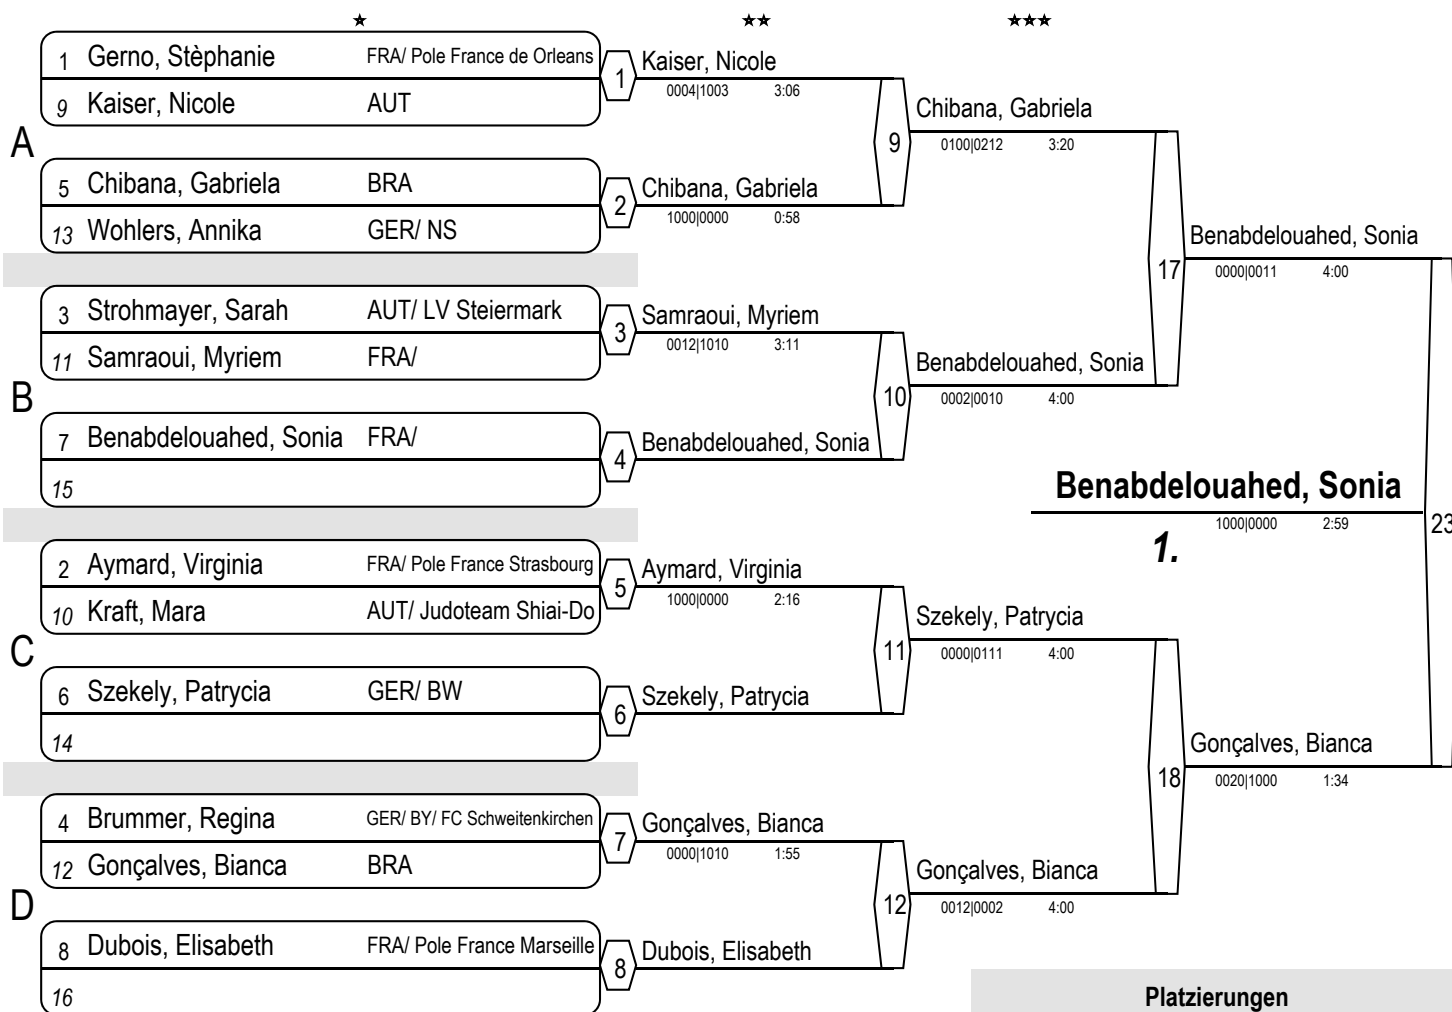 ★ ★★ ★★★
1 Gerno, Stèphanie FRA/ Pole France de Orleans
9 Kaiser, Nicole AUT
1
Kaiser, Nicole
0004|1003 3:06
A
5 Chibana, Gabriela BRA
13 Wohlers, Annika GER/ NS
2
Chibana, Gabriela
1000|0000 0:58
9
Chibana, Gabriela
0100|0212 3:20
3 Strohmayer, Sarah AUT/ LV Steiermark
11 Samraoui, Myriem FRA/
3
Samraoui, Myriem
0012|1010 3:11
B
7 Benabdelouahed, Sonia FRA/
15
4
Benabdelouahed, Sonia
10
Benabdelouahed, Sonia
0002|0010 4:00
17
Benabdelouahed, Sonia
0000|0011 4:00
2 Aymard, Virginia FRA/ Pole France Strasbourg
10 Kraft, Mara AUT/ Judoteam Shiai-Do
5
Aymard, Virginia
1000|0000 2:16
C
6 Szekely, Patrycia GER/ BW
14
6
Szekely, Patrycia
11
Szekely, Patrycia
0000|0111 4:00
4 Brummer, Regina GER/ BY/ FC Schweitenkirchen
12 Gonçalves, Bianca BRA
7
Gonçalves, Bianca
0000|1010 1:55
D
8 Dubois, Elisabeth FRA/ Pole France Marseille
16
8
Dubois, Elisabeth
12
Gonçalves, Bianca
0012|0002 4:00
18
Gonçalves, Bianca
0020|1000 1:34
23
Benabdelouahed, Sonia
1000|0000 2:59
1.
Platzierungen